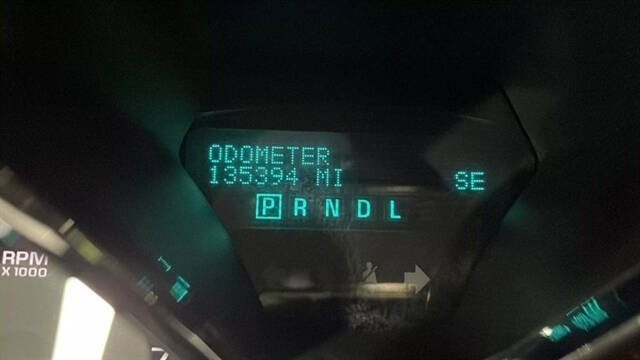 ODOMETER
135394 MI SE
P R N D L
RPM
X 1000